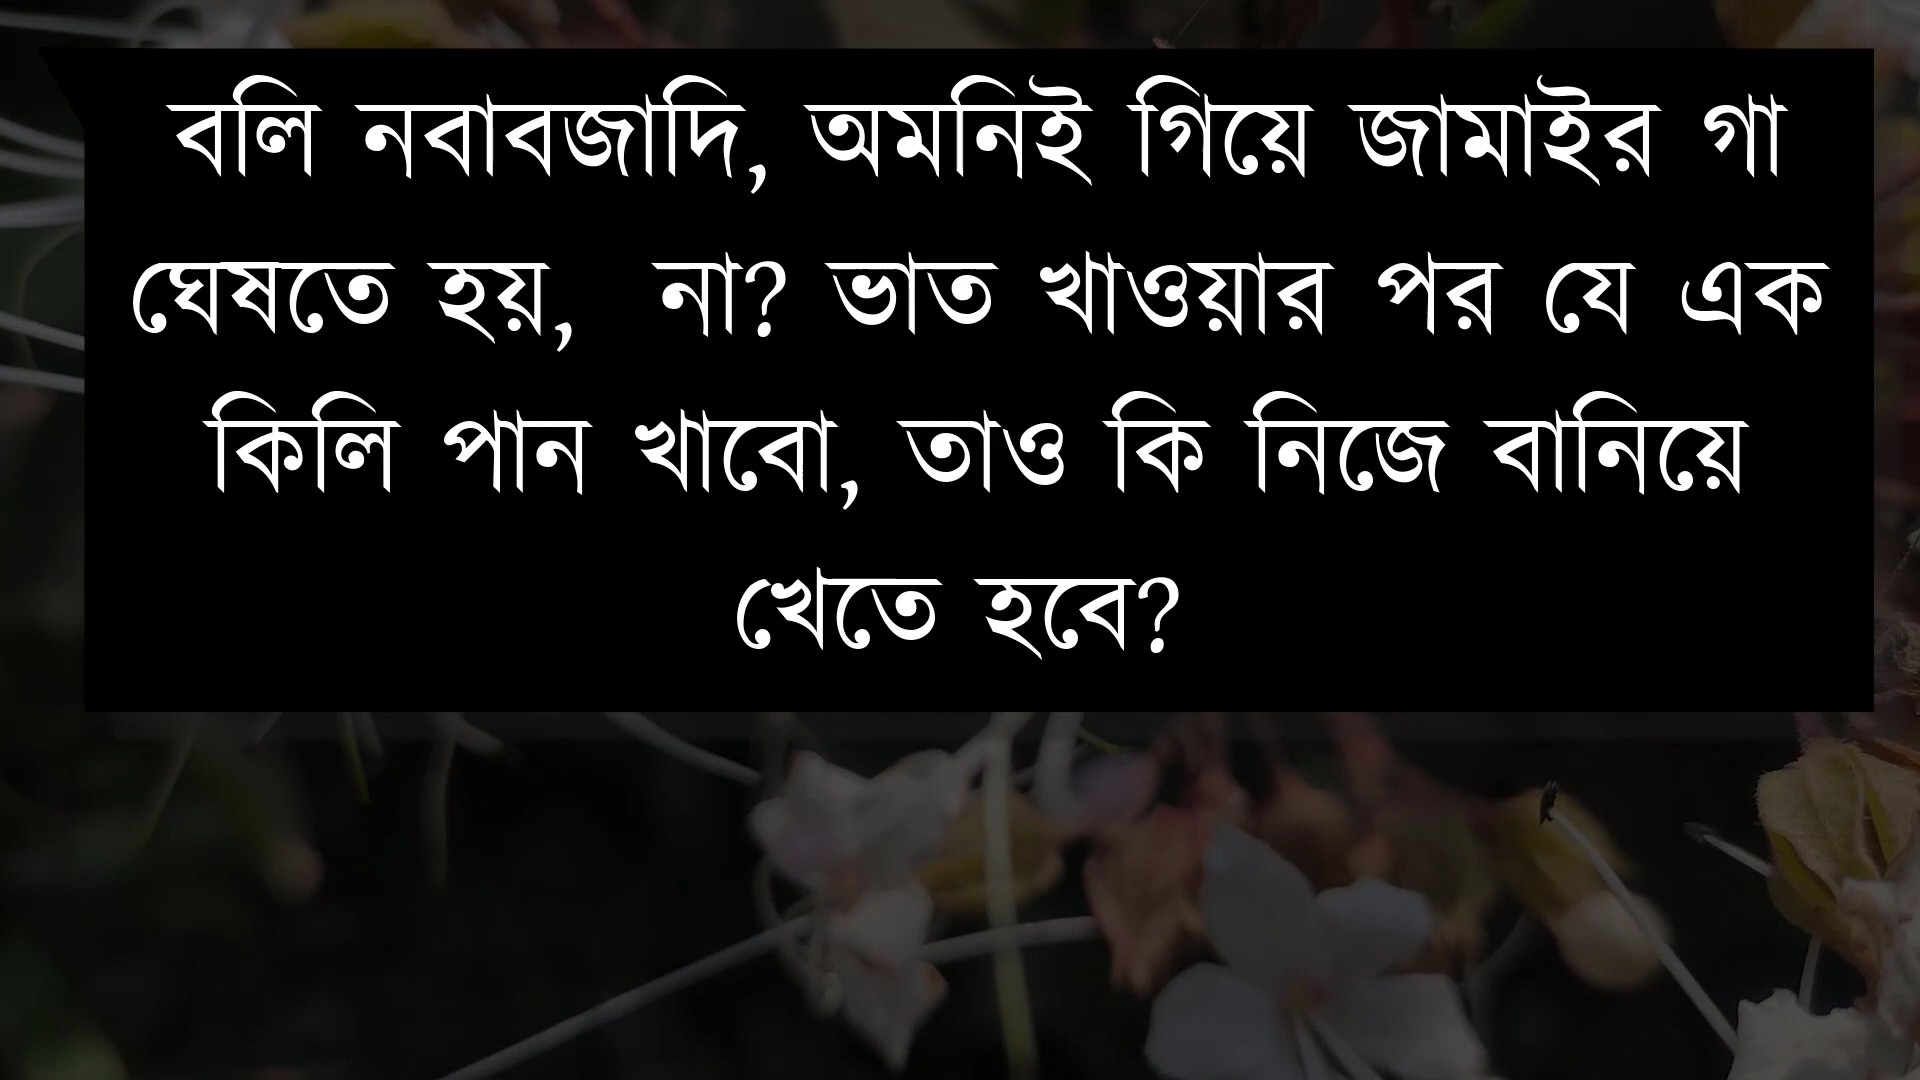 বলি নবাবজাদি, অমনিই গিয়ে জামাইর গা
ঘেষতে হয়, না? ভাত খাওয়ার পর যে এক
কিলি পান খাবো, তাও কি নিজে বানিয়ে
খেতে হবে?